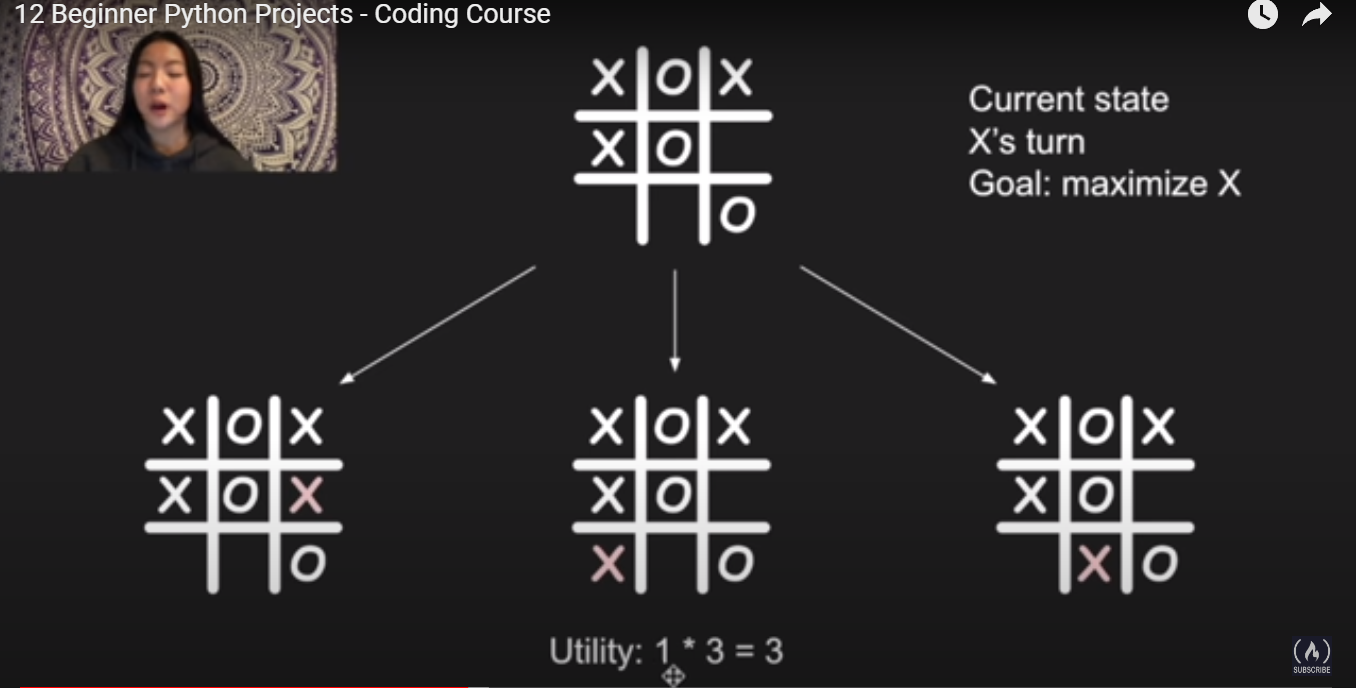 12 Beginner Python Projects - Coding Course
X O X
X O
O
Current state
X's turn
Goal: maximize X
X O X
X O X
O
X O X
X O
X O
X O X
X O
X O
Utility: 1 * 3 = 3
SUBSCRIBE